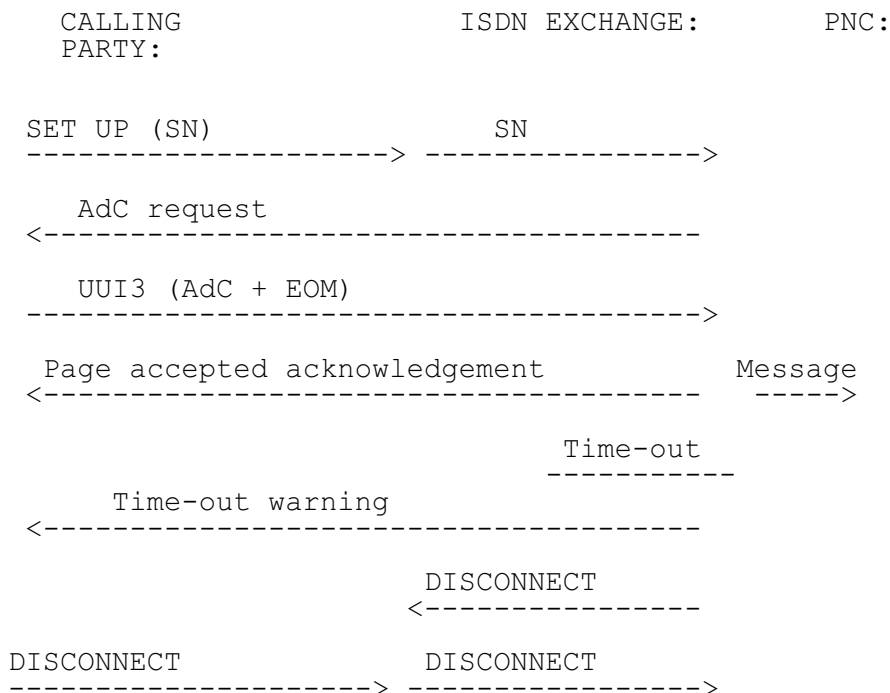 CALLING ISDN EXCHANGE: PNC:
PARTY:
SET UP (SN) SN
---------------------> ---------------->
AdC request
<--------------------------------------
UUI3 (AdC + EOM)
--------------------------------------->
Page accepted acknowledgement Message
<-------------------------------------- ----->
Time-out
-----------
Time-out warning
<--------------------------------------
DISCONNECT
<----------------
DISCONNECT DISCONNECT
---------------------> ----------------->